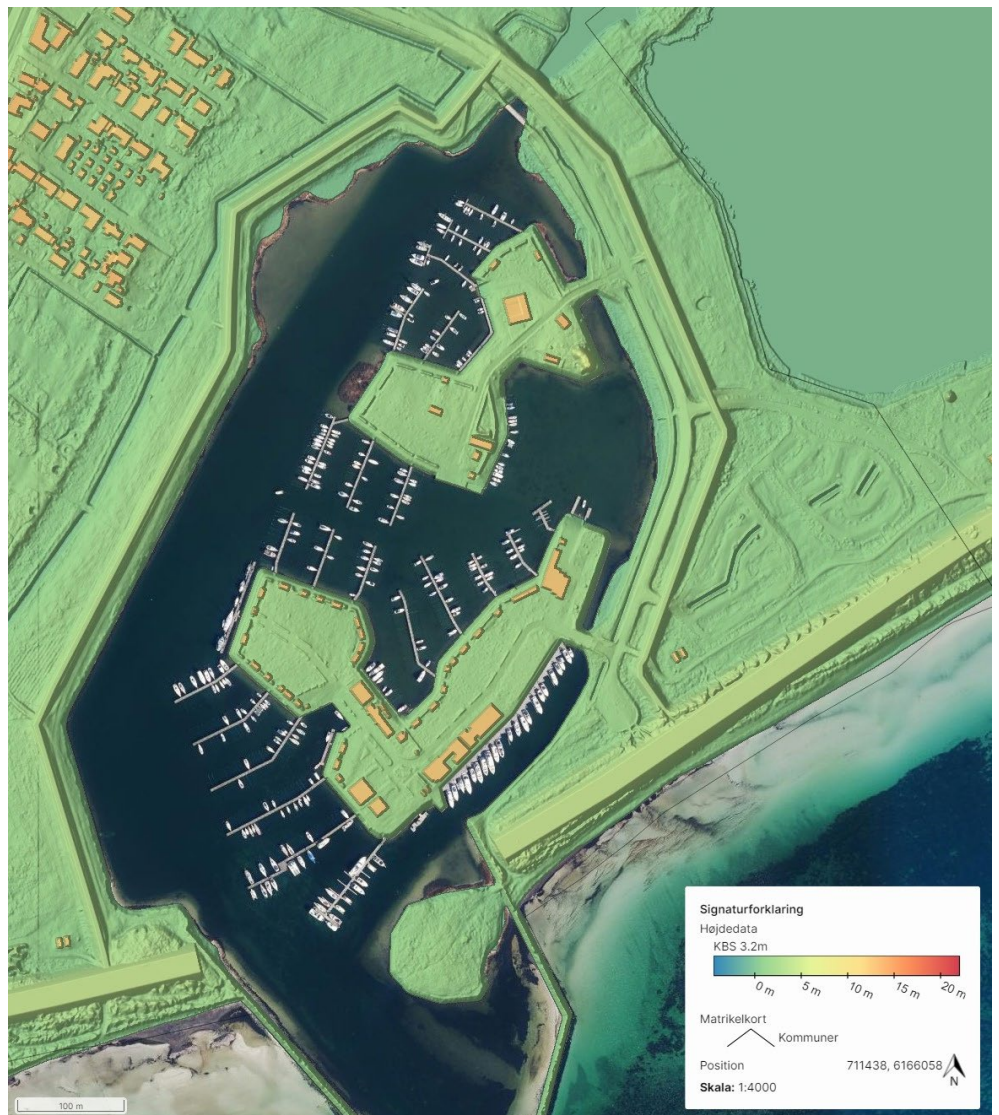 Signaturforklaring
Højdedata
KBS 3.2m
0 m 5 m 10 m 15 m 20 m
Matrikelkort
Kommuner
Position 711438, 6166058
Skala: 1:4000
N
100 m